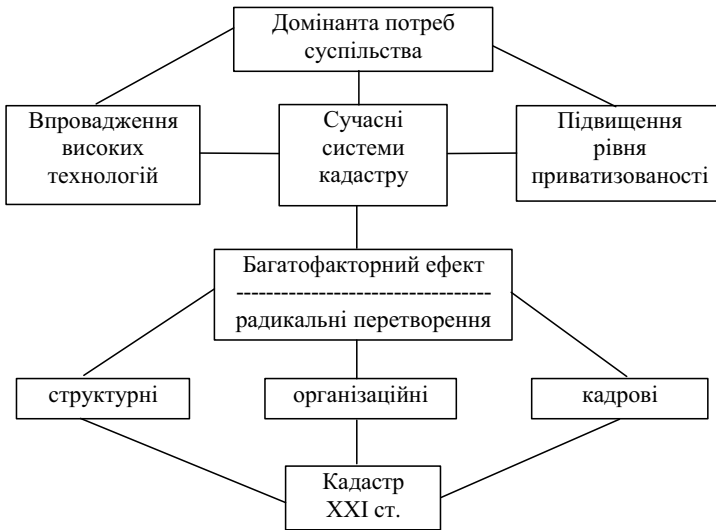 Домінанта потреб
суспільства
Впровадження
високих
технологій
Сучасні
системи
кадастру
Підвищення
рівня
приватизованості
Багатофакторний ефект
----------------------------------
радикальні перетворення
структурні
організаційні
кадрові
Кадастр
XXI ст.